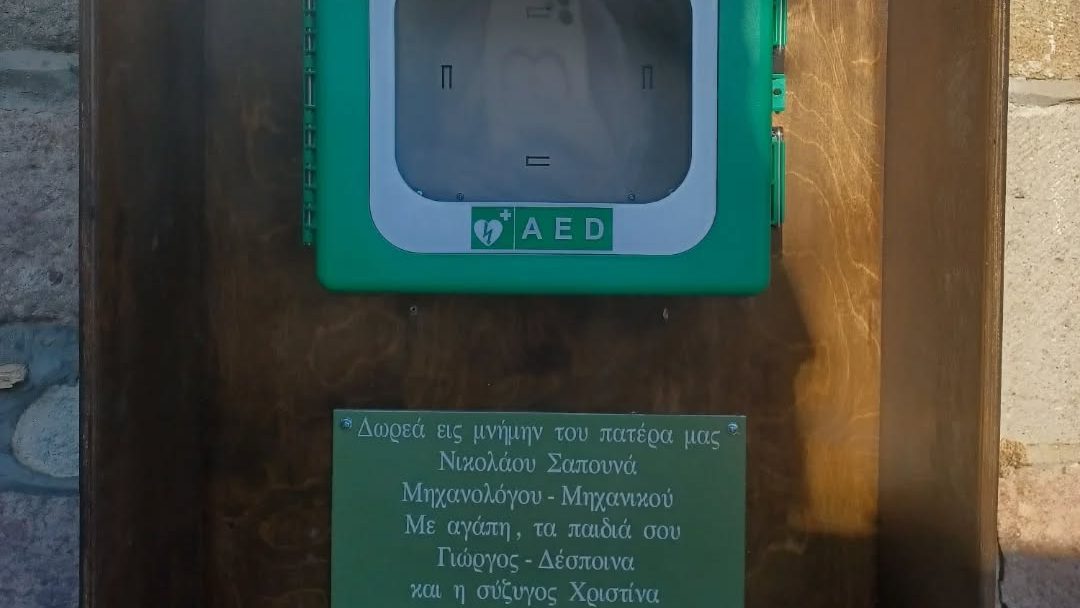 AED
Δωρεά εις μνήμην του πατέρα μας
Νικολάου Σαπουνά
Μηχανολόγου - Μηχανικού
Με αγάπη , τα παιδιά σου
Γιώργος - Δέσποινα
και η σύζυγος Χριστίνα